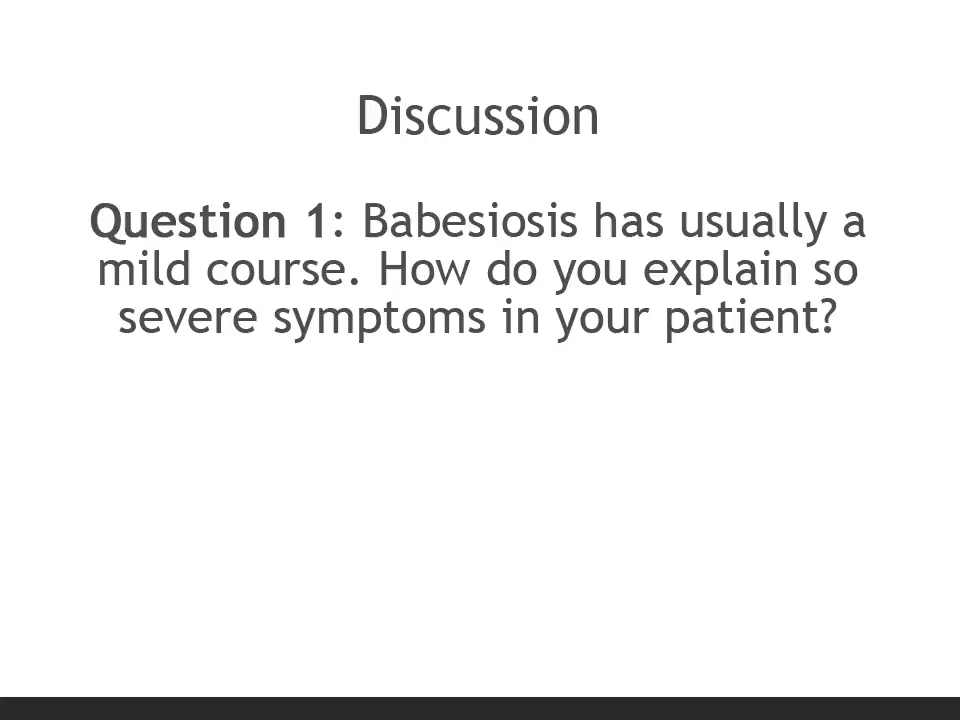 Discussion
Question 1: Babesiosis has usually a
mild course. How do you explain so
severe symptoms in your patient?